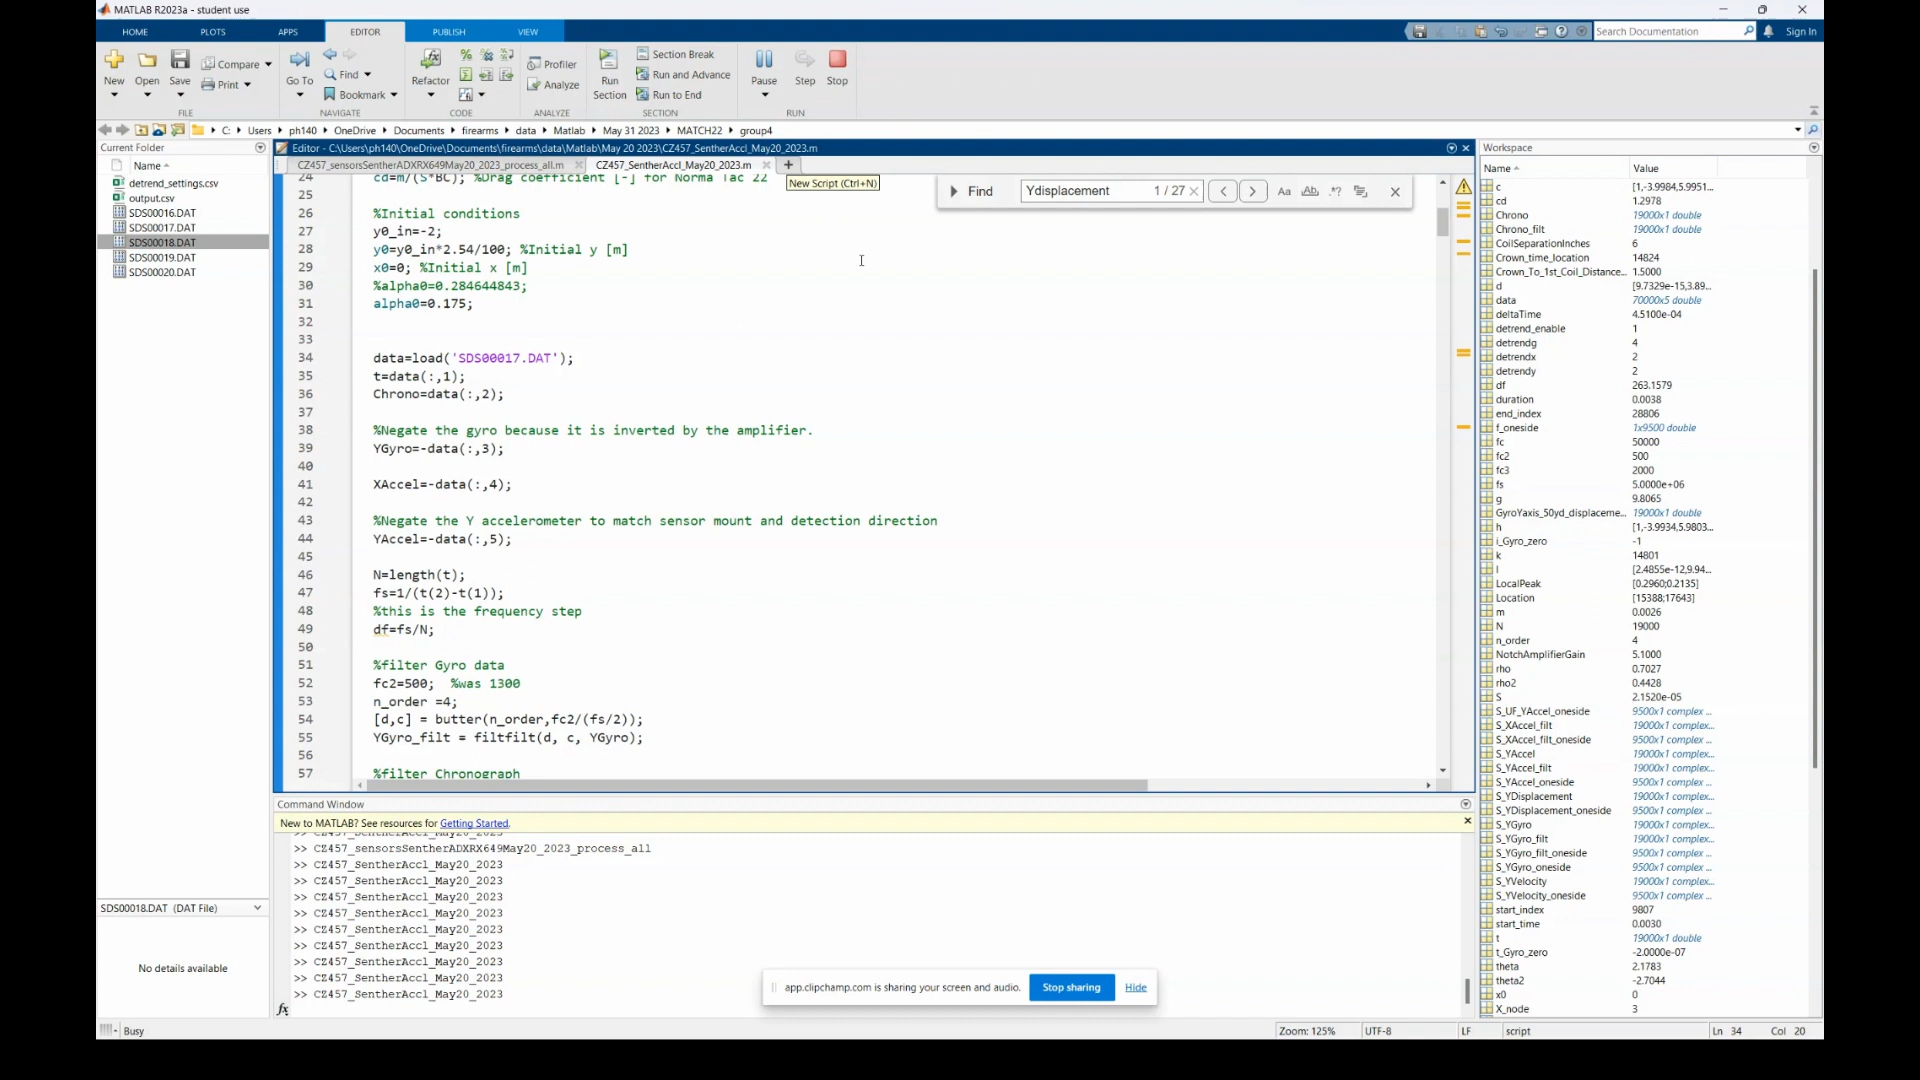 MATLAB R2023a - student use
HOME PLOTS APPS EDITOR PUBLISH VIEW
Search Documentation
Sign In
New Open Save Compare Print
FILE
Go To Find Bookmark
NAVIGATE
Refactor
CODE
Profiler
Analyze
ANALYZE
Run Section
Section Break
Run and Advance
Run to End
SECTION
Pause Step Stop
RUN
C: Users ph140 OneDrive Documents firearms data Matlab May 31 2023 MATCH22 group4
Current Folder
Name
detrend_settings.csv
output.csv
SDS00016.DAT
SDS00017.DAT
SDS00018.DAT
SDS00019.DAT
SDS00020.DAT
SDS00018.DAT (DAT File)
No details available
Editor - C:\Users\ph140\OneDrive\Documents\firearms\data\Matlab\May 20 2023\CZ457_SentherAccl_May20_2023.m
CZ457_sensorsSentherADXRX649May20_2023_process_all.m
CZ457_SentherAccl_May20_2023.m
New Script (Ctrl+N)
Find
Ydisplacement 1 / 27
24 cd=m/(S*BC); %Drag coefficient [-] for Norma Tac 22
25
26 %Initial conditions
27 y0_in=-2;
28 y0=y0_in*2.54/100; %Initial y [m]
29 x0=0; %Initial x [m]
30 %alpha0=0.284644843;
31 alpha0=0.175;
32
33
34 data=load('SDS00017.DAT');
35 t=data(:,1);
36 Chrono=data(:,2);
37
38 %Negate the gyro because it is inverted by the amplifier.
39 YGyro=-data(:,3);
40
41 XAccel=-data(:,4);
42
43 %Negate the Y accelerometer to match sensor mount and detection direction
44 YAccel=-data(:,5);
45
46 N=length(t);
47 fs=1/(t(2)-t(1));
48 %this is the frequency step
49 df=fs/N;
50
51 %filter Gyro data
52 fc2=500; %was 1300
53 n_order =4;
54 [d,c] = butter(n_order,fc2/(fs/2));
55 YGyro_filt = filtfilt(d, c, YGyro);
56
57 %filter Chronograph
Command Window
New to MATLAB? See resources for Getting Started.
>> CZ457_SentherAccl_May20_2023
>> CZ457_sensorsSentherADXRX649May20_2023_process_all
>> CZ457_SentherAccl_May20_2023
>> CZ457_SentherAccl_May20_2023
>> CZ457_SentherAccl_May20_2023
>> CZ457_SentherAccl_May20_2023
>> CZ457_SentherAccl_May20_2023
>> CZ457_SentherAccl_May20_2023
>> CZ457_SentherAccl_May20_2023
>> CZ457_SentherAccl_May20_2023
>> CZ457_SentherAccl_May20_2023
fx
app.clipchamp.com is sharing your screen and audio.
Stop sharing
Hide
Workspace
Name Value
c [1,-3.9984,5.9951...
cd 1.2978
Chrono 19000x1 double
Chrono_filt 19000x1 double
CoilSeparationInches 6
Crown_time_location 14824
Crown_To_1st_Coil_Distance... 1.5000
d [9.7329e-15,3.89...
data 70000x5 double
deltaTime 4.5100e-04
detrend_enable 1
detrendg 4
detrendx 2
detrendy 2
df 263.1579
duration 0.0038
end_index 28806
f_oneside 1x9500 double
fc 50000
fc2 500
fc3 2000
fs 5.0000e+06
g 9.8065
GyroYaxis_50yd_displaceme... 19000x1 double
h [1,-3.9934,5.9803...
i_Gyro_zero -1
k 14801
l [2.4855e-12,9.94...
LocalPeak [0.2960;0.2135]
Location [15388;17643]
m 0.0026
N 19000
n_order 4
NotchAmplifierGain 5.1000
rho 0.7027
rho2 0.4428
S 2.1520e-05
S_UF_YAccel_oneside 9500x1 complex ...
S_XAccel_filt 19000x1 complex ...
S_XAccel_filt_oneside 9500x1 complex ...
S_YAccel 19000x1 complex ...
S_YAccel_filt 19000x1 complex ...
S_YAccel_oneside 9500x1 complex ...
S_YDisplacement 19000x1 complex ...
S_YDisplacement_oneside 9500x1 complex ...
S_YGyro 19000x1 complex ...
S_YGyro_filt 19000x1 complex ...
S_YGyro_filt_oneside 9500x1 complex ...
S_YGyro_oneside 9500x1 complex ...
S_YVelocity 19000x1 complex...
S_YVelocity_oneside 9500x1 complex ...
start_index 9807
start_time 0.0030
t 19000x1 double
t_Gyro_zero -2.0000e-07
theta 2.1783
theta2 -2.7044
x0 0
X_node 3
Busy
Zoom: 125% UTF-8 LF script Ln 34 Col 20